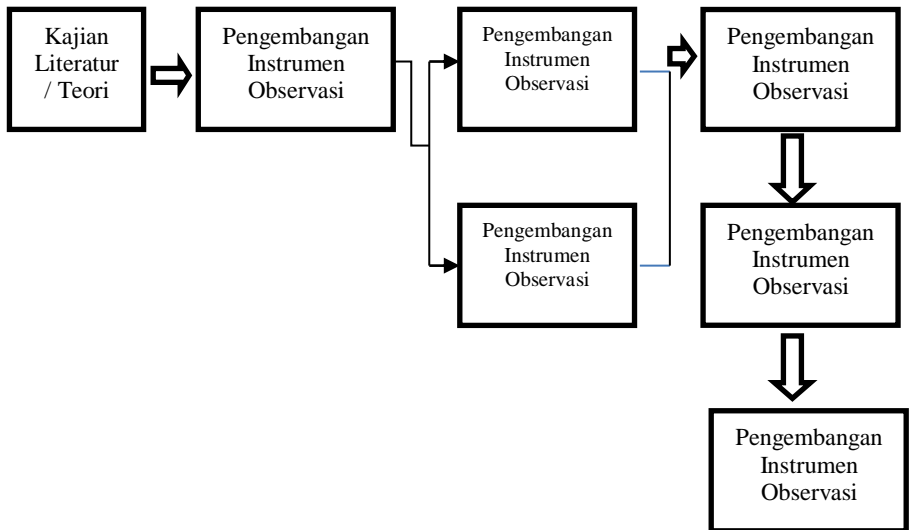 Kajian
Literatur
/ Teori
Pengembangan
Instrumen
Observasi
Pengembangan
Instrumen
Observasi
Pengembangan
Instrumen
Observasi
Pengembangan
Instrumen
Observasi
Pengembangan
Instrumen
Observasi
Pengembangan
Instrumen
Observasi